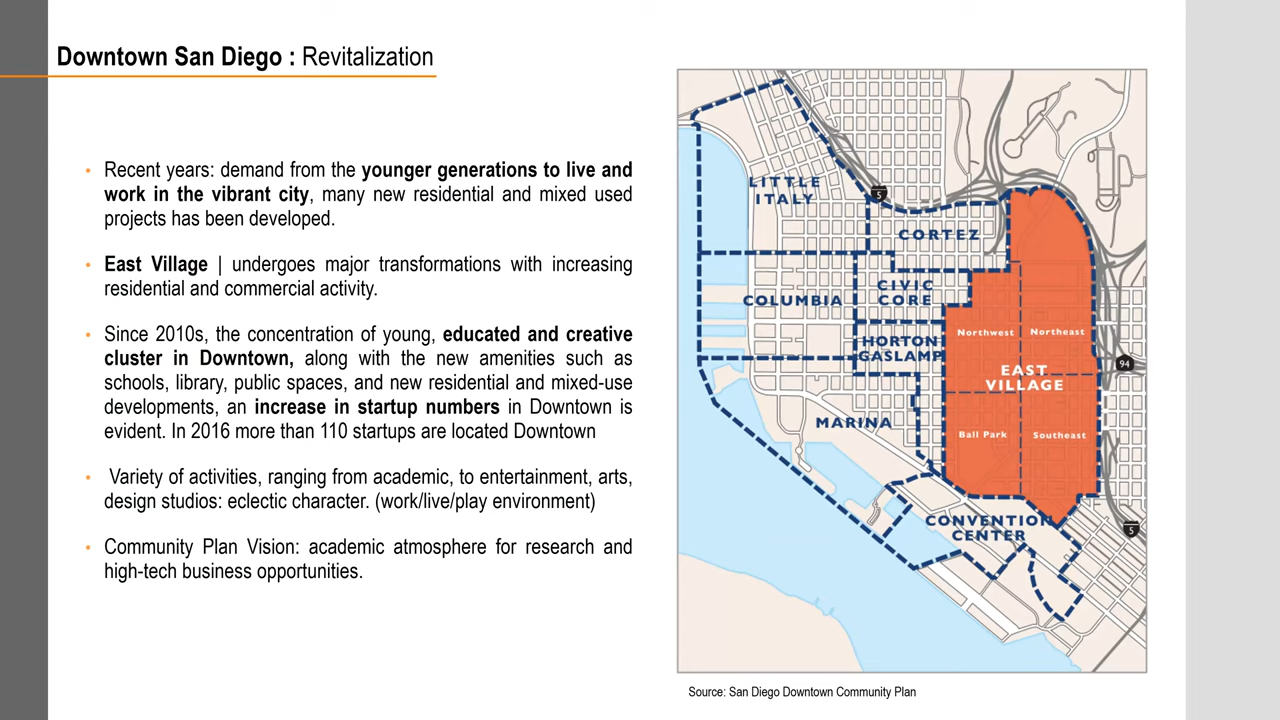 Downtown San Diego : Revitalization
• Recent years: demand from the younger generations to live and
work in the vibrant city, many new residential and mixed used
projects has been developed.
• East Village | undergoes major transformations with increasing
residential and commercial activity.
• Since 2010s, the concentration of young, educated and creative
cluster in Downtown, along with the new amenities such as
schools, library, public spaces, and new residential and mixed-use
developments, an increase in startup numbers in Downtown is
evident. In 2016 more than 110 startups are located Downtown
• Variety of activities, ranging from academic, to entertainment, arts,
design studios: eclectic character. (work/live/play environment)
• Community Plan Vision: academic atmosphere for research and
high-tech business opportunities.
LITTLE
ITALY
5
CORTEZ
CIVIC
CORE
COLUMBIA
HORTON
GASLAMP
Northwest
Northeast
EAST
VILLAGE
94
MARINA
Ball Park
Southeast
CONVENTION
CENTER
5
Source: San Diego Downtown Community Plan